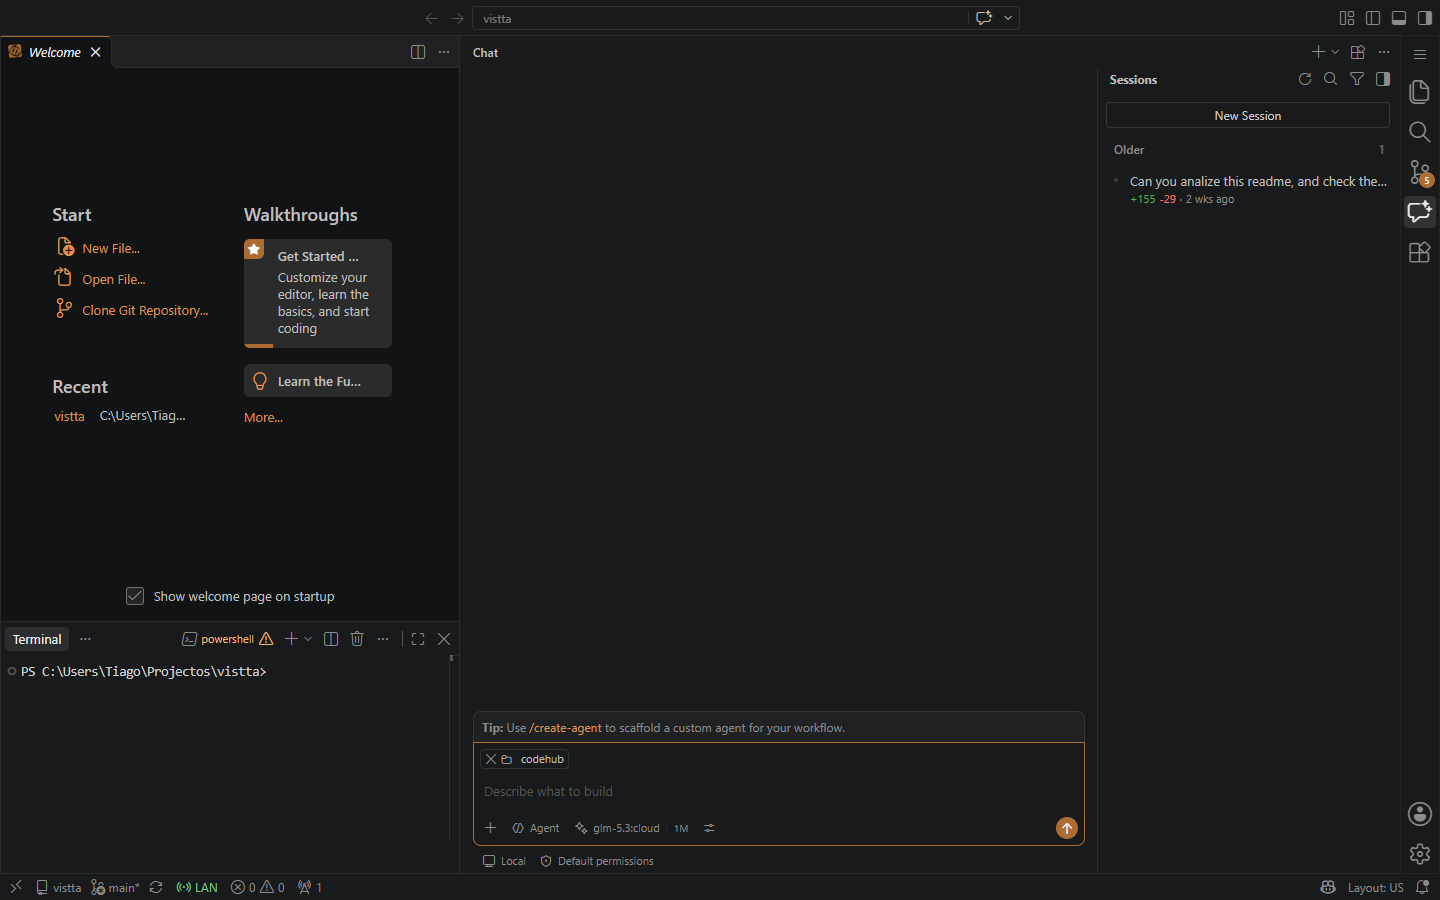 vistta
Welcome
Start
New File...
Open File...
Clone Git Repository...
Recent
vistta C:\Users\Tiag...
Walkthroughs
Get Started ...
Customize your
editor, learn the
basics, and start
coding
Learn the Fu...
More...
Show welcome page on startup
Terminal
powershell
PS C:\Users\Tiago\Projectos\vistta>
Chat
Tip: Use /create-agent to scaffold a custom agent for your workflow.
codehub
Describe what to build
Agent glm-5.3:cloud 1M
Local Default permissions
Sessions
New Session
Older 1
Can you analize this readme, and check the...
+155 -29 · 2 wks ago
5
vistta main* LAN 0 0 1
Layout: US